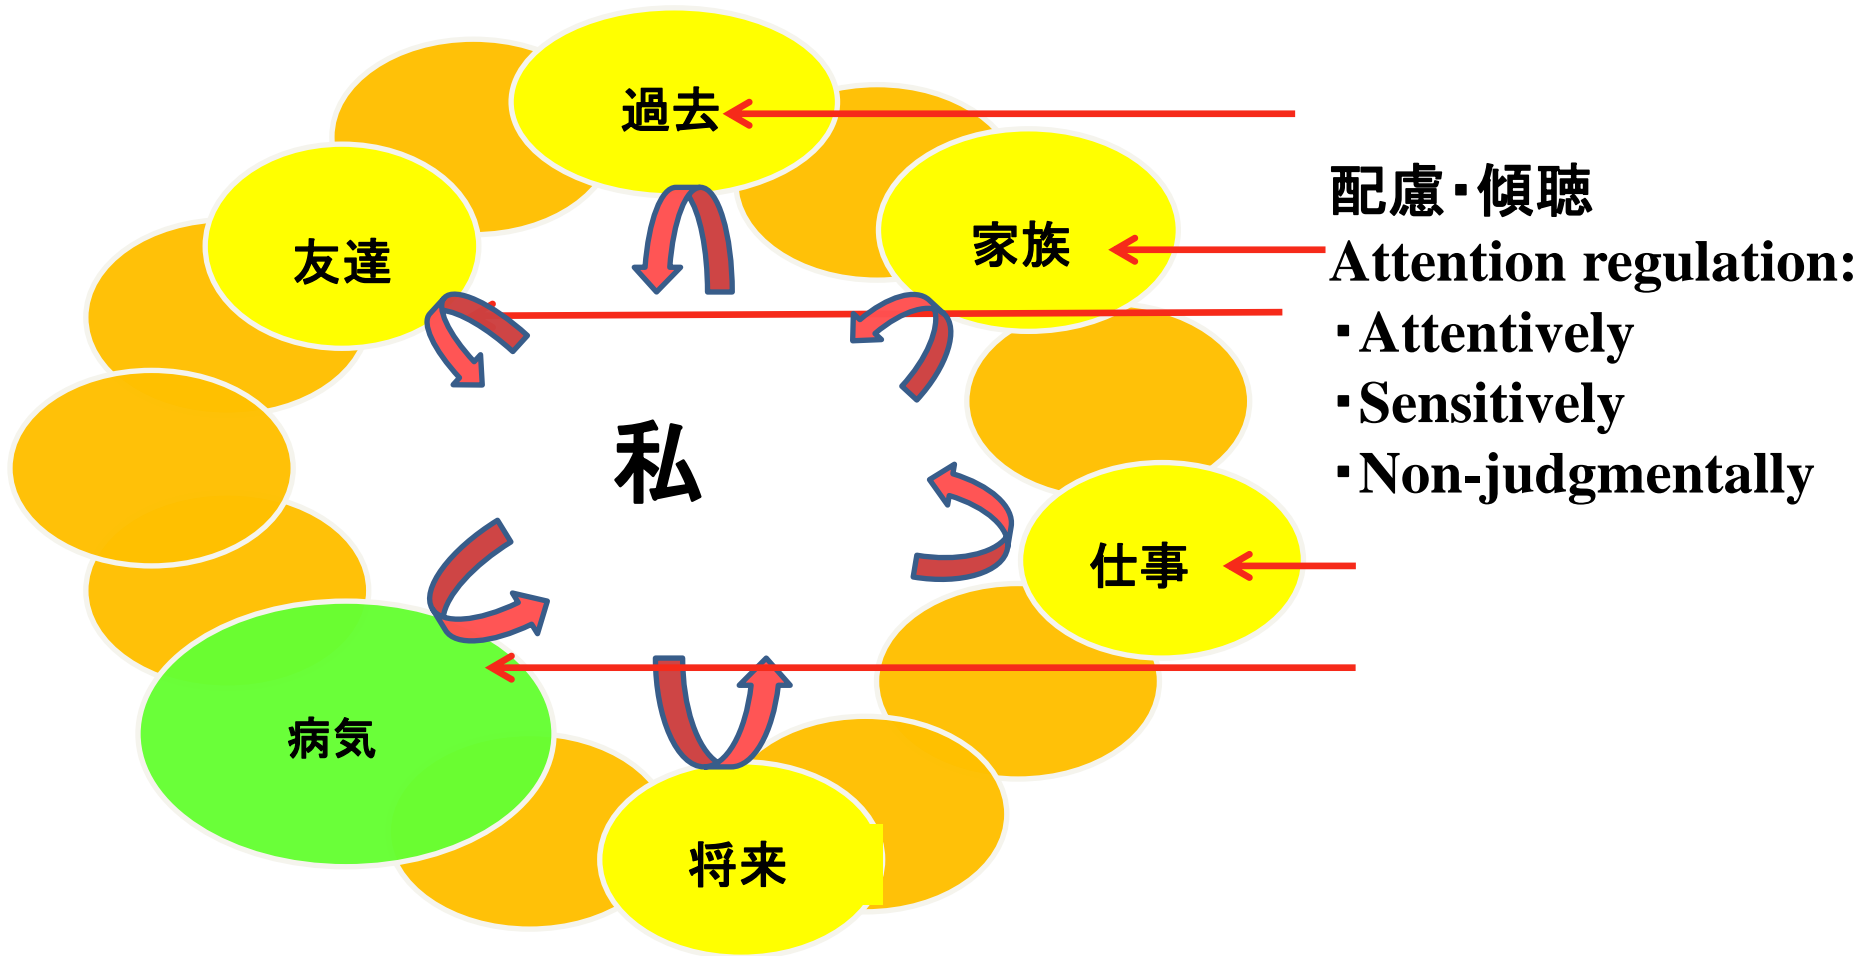 過去
友達
家族
私
仕事
病気
将来
配慮・傾聴
Attention regulation:
・Attentively
・Sensitively
・Non-judgmentally